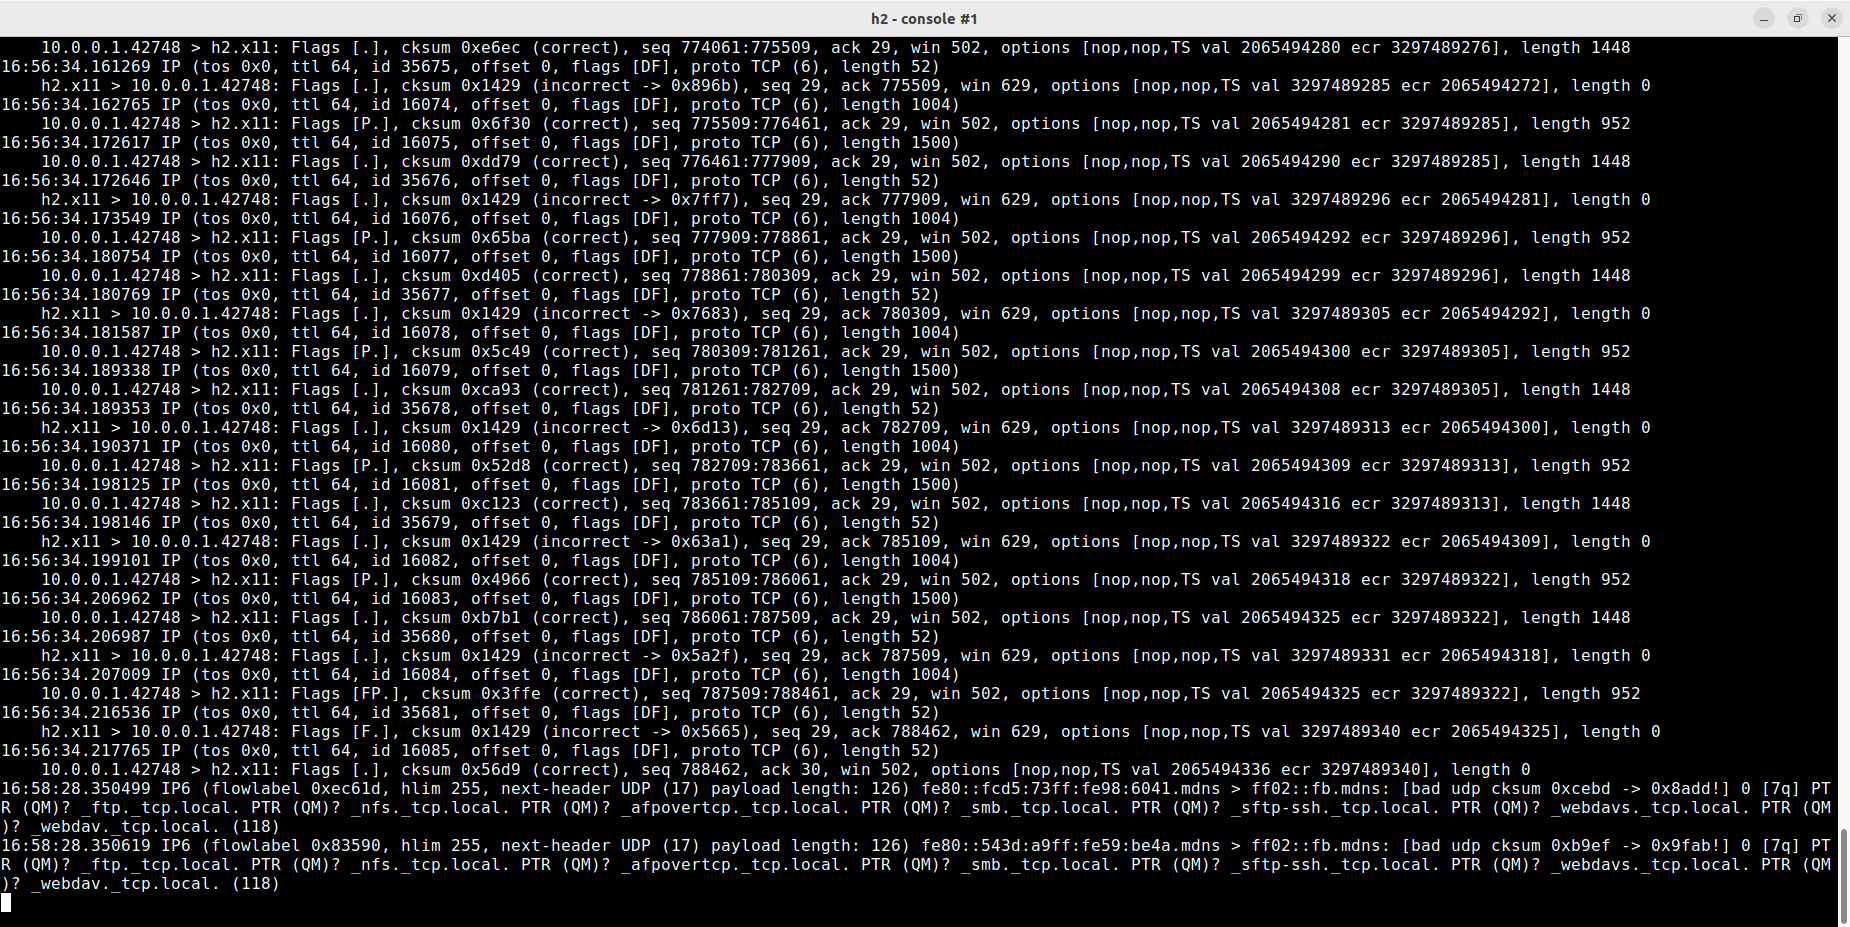 h2 - console #1
10.0.0.1.42748 > h2.x11: Flags [.], cksum 0xe6ec (correct), seq 774061:775509, ack 29, win 502, options [nop,nop,TS val 2065494280 ecr 3297489276], length 1448
16:56:34.161269 IP (tos 0x0, ttl 64, id 35675, offset 0, flags [DF], proto TCP (6), length 52)
h2.x11 > 10.0.0.1.42748: Flags [.], cksum 0x1429 (incorrect -> 0x896b), seq 29, ack 775509, win 629, options [nop,nop,TS val 3297489285 ecr 2065494272], length 0
16:56:34.162765 IP (tos 0x0, ttl 64, id 16074, offset 0, flags [DF], proto TCP (6), length 1004)
10.0.0.1.42748 > h2.x11: Flags [P.], cksum 0x6f30 (correct), seq 775509:776461, ack 29, win 502, options [nop,nop,TS val 2065494281 ecr 3297489285], length 952
16:56:34.172617 IP (tos 0x0, ttl 64, id 16075, offset 0, flags [DF], proto TCP (6), length 1500)
10.0.0.1.42748 > h2.x11: Flags [.], cksum 0xdd79 (correct), seq 776461:777909, ack 29, win 502, options [nop,nop,TS val 2065494290 ecr 3297489285], length 1448
16:56:34.172646 IP (tos 0x0, ttl 64, id 35676, offset 0, flags [DF], proto TCP (6), length 52)
h2.x11 > 10.0.0.1.42748: Flags [.], cksum 0x1429 (incorrect -> 0x7ff7), seq 29, ack 777909, win 629, options [nop,nop,TS val 3297489296 ecr 2065494281], length 0
16:56:34.173549 IP (tos 0x0, ttl 64, id 16076, offset 0, flags [DF], proto TCP (6), length 1004)
10.0.0.1.42748 > h2.x11: Flags [P.], cksum 0x65ba (correct), seq 777909:778861, ack 29, win 502, options [nop,nop,TS val 2065494292 ecr 3297489296], length 952
16:56:34.180754 IP (tos 0x0, ttl 64, id 16077, offset 0, flags [DF], proto TCP (6), length 1500)
10.0.0.1.42748 > h2.x11: Flags [.], cksum 0xd405 (correct), seq 778861:780309, ack 29, win 502, options [nop,nop,TS val 2065494299 ecr 3297489296], length 1448
16:56:34.180769 IP (tos 0x0, ttl 64, id 35677, offset 0, flags [DF], proto TCP (6), length 52)
h2.x11 > 10.0.0.1.42748: Flags [.], cksum 0x1429 (incorrect -> 0x7683), seq 29, ack 780309, win 629, options [nop,nop,TS val 3297489305 ecr 2065494292], length 0
16:56:34.181587 IP (tos 0x0, ttl 64, id 16078, offset 0, flags [DF], proto TCP (6), length 1004)
10.0.0.1.42748 > h2.x11: Flags [P.], cksum 0x5c49 (correct), seq 780309:781261, ack 29, win 502, options [nop,nop,TS val 2065494300 ecr 3297489305], length 952
16:56:34.189338 IP (tos 0x0, ttl 64, id 16079, offset 0, flags [DF], proto TCP (6), length 1500)
10.0.0.1.42748 > h2.x11: Flags [.], cksum 0xca93 (correct), seq 781261:782709, ack 29, win 502, options [nop,nop,TS val 2065494308 ecr 3297489305], length 1448
16:56:34.189353 IP (tos 0x0, ttl 64, id 35678, offset 0, flags [DF], proto TCP (6), length 52)
h2.x11 > 10.0.0.1.42748: Flags [.], cksum 0x1429 (incorrect -> 0x6d13), seq 29, ack 782709, win 629, options [nop,nop,TS val 3297489313 ecr 2065494300], length 0
16:56:34.190371 IP (tos 0x0, ttl 64, id 16080, offset 0, flags [DF], proto TCP (6), length 1004)
10.0.0.1.42748 > h2.x11: Flags [P.], cksum 0x52d8 (correct), seq 782709:783661, ack 29, win 502, options [nop,nop,TS val 2065494309 ecr 3297489313], length 952
16:56:34.198125 IP (tos 0x0, ttl 64, id 16081, offset 0, flags [DF], proto TCP (6), length 1500)
10.0.0.1.42748 > h2.x11: Flags [.], cksum 0xc123 (correct), seq 783661:785109, ack 29, win 502, options [nop,nop,TS val 2065494316 ecr 3297489313], length 1448
16:56:34.198146 IP (tos 0x0, ttl 64, id 35679, offset 0, flags [DF], proto TCP (6), length 52)
h2.x11 > 10.0.0.1.42748: Flags [.], cksum 0x1429 (incorrect -> 0x63a1), seq 29, ack 785109, win 629, options [nop,nop,TS val 3297489322 ecr 2065494309], length 0
16:56:34.199101 IP (tos 0x0, ttl 64, id 16082, offset 0, flags [DF], proto TCP (6), length 1004)
10.0.0.1.42748 > h2.x11: Flags [P.], cksum 0x4966 (correct), seq 785109:786061, ack 29, win 502, options [nop,nop,TS val 2065494318 ecr 3297489322], length 952
16:56:34.206962 IP (tos 0x0, ttl 64, id 16083, offset 0, flags [DF], proto TCP (6), length 1500)
10.0.0.1.42748 > h2.x11: Flags [.], cksum 0xb7b1 (correct), seq 786061:787509, ack 29, win 502, options [nop,nop,TS val 2065494325 ecr 3297489322], length 1448
16:56:34.206987 IP (tos 0x0, ttl 64, id 35680, offset 0, flags [DF], proto TCP (6), length 52)
h2.x11 > 10.0.0.1.42748: Flags [.], cksum 0x1429 (incorrect -> 0x5a2f), seq 29, ack 787509, win 629, options [nop,nop,TS val 3297489331 ecr 2065494318], length 0
16:56:34.207009 IP (tos 0x0, ttl 64, id 16084, offset 0, flags [DF], proto TCP (6), length 1004)
10.0.0.1.42748 > h2.x11: Flags [FP.], cksum 0x3ffe (correct), seq 787509:788461, ack 29, win 502, options [nop,nop,TS val 2065494325 ecr 3297489322], length 952
16:56:34.216536 IP (tos 0x0, ttl 64, id 35681, offset 0, flags [DF], proto TCP (6), length 52)
h2.x11 > 10.0.0.1.42748: Flags [F.], cksum 0x1429 (incorrect -> 0x5665), seq 29, ack 788462, win 629, options [nop,nop,TS val 3297489340 ecr 2065494325], length 0
16:56:34.217765 IP (tos 0x0, ttl 64, id 16085, offset 0, flags [DF], proto TCP (6), length 52)
10.0.0.1.42748 > h2.x11: Flags [.], cksum 0x56d9 (correct), seq 788462, ack 30, win 502, options [nop,nop,TS val 2065494336 ecr 3297489340], length 0
16:58:28.350499 IP6 (flowlabel 0xec61d, hlim 255, next-header UDP (17) payload length: 126) fe80::fcd5:73ff:fe98:6041.mdns > ff02::fb.mdns: [bad udp cksum 0xcebd -> 0x8add!] 0 [7q] PT
R (QM)? _ftp._tcp.local. PTR (QM)? _nfs._tcp.local. PTR (QM)? _afpovertcp._tcp.local. PTR (QM)? _smb._tcp.local. PTR (QM)? _sftp-ssh._tcp.local. PTR (QM)? _webdavs._tcp.local. PTR (QM
)? _webdav._tcp.local. (118)
16:58:28.350619 IP6 (flowlabel 0x83590, hlim 255, next-header UDP (17) payload length: 126) fe80::543d:a9ff:fe59:be4a.mdns > ff02::fb.mdns: [bad udp cksum 0xb9ef -> 0x9fab!] 0 [7q] PT
R (QM)? _ftp._tcp.local. PTR (QM)? _nfs._tcp.local. PTR (QM)? _afpovertcp._tcp.local. PTR (QM)? _smb._tcp.local. PTR (QM)? _sftp-ssh._tcp.local. PTR (QM)? _webdavs._tcp.local. PTR (QM
)? _webdav._tcp.local. (118)